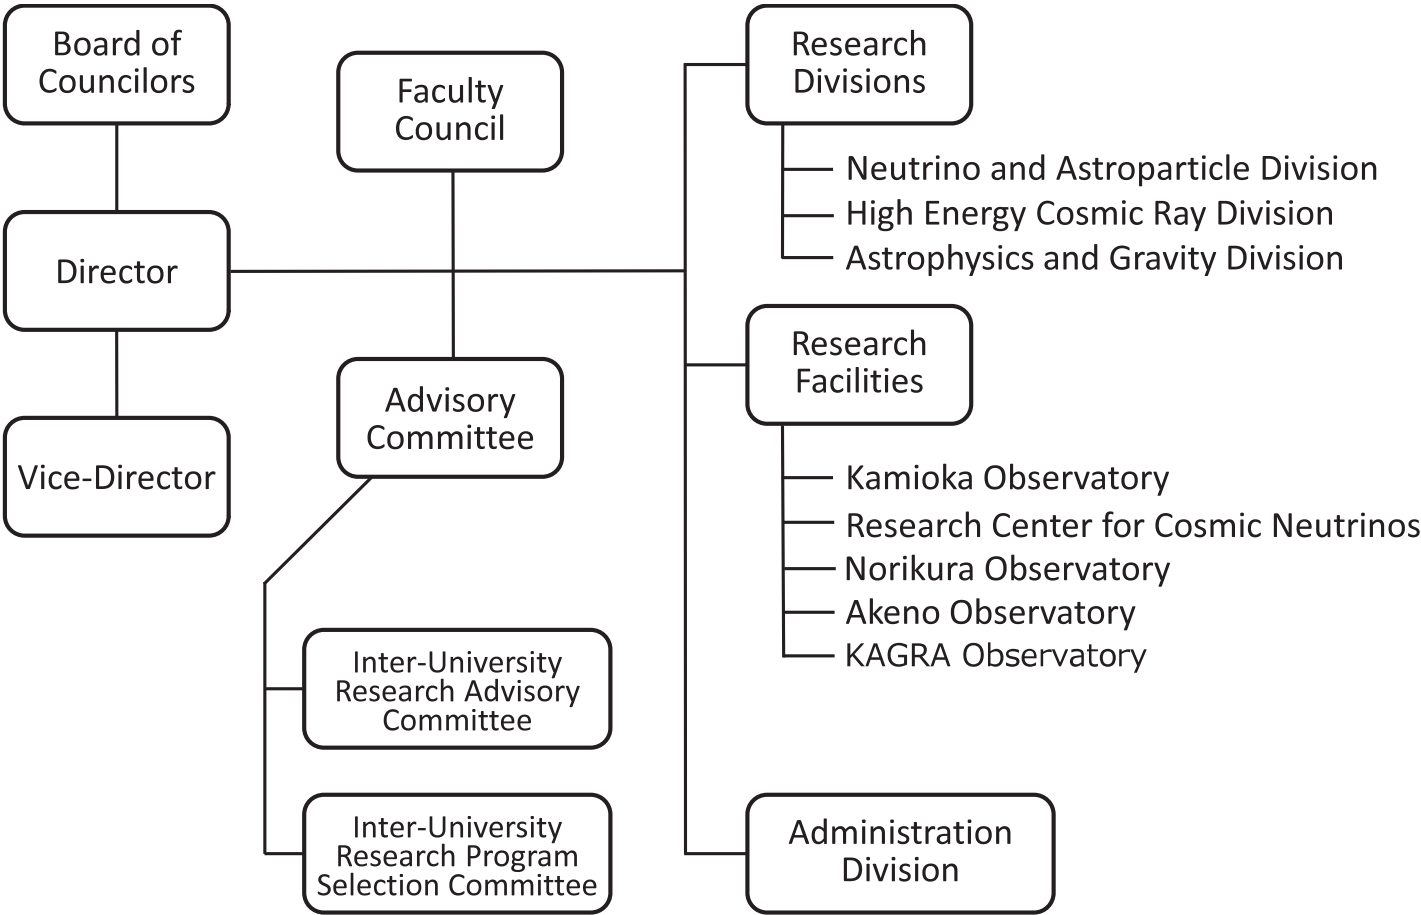 Board of
Councilors
Director
Vice-Director
Faculty
Council
Advisory
Committee
Inter-University
Research Advisory
Committee
Inter-University
Research Program
Selection Committee
Research
Divisions
Neutrino and Astroparticle Division
High Energy Cosmic Ray Division
Astrophysics and Gravity Division
Research
Facilities
Kamioka Observatory
Research Center for Cosmic Neutrinos
Norikura Observatory
Akeno Observatory
KAGRA Observatory
Administration
Division